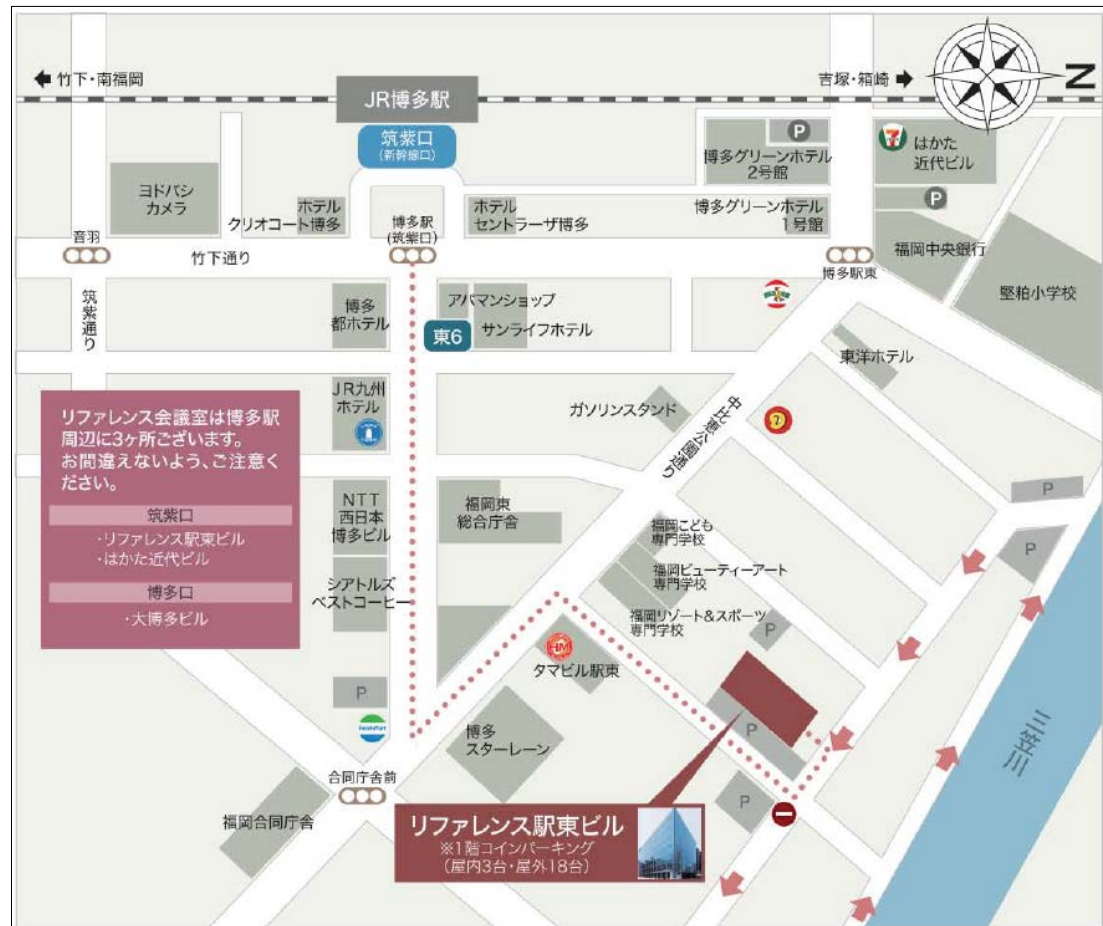 竹下・南福岡
吉塚・箱崎
N
JR博多駅
筑紫口
(新幹線口)
P
博多グリーンホテル
2号館
はかた
近代ビル
ヨドバシ
カメラ
ホテル
クリオコート博多
博多駅
(筑紫口)
ホテル
セントラーザ博多
博多グリーンホテル
1号館
P
音羽
竹下通り
博多駅東
福岡中央銀行
堅粕小学校
筑紫通り
博多
都ホテル
アパマンショップ
東6
サンライフホテル
東洋ホテル
リファレンス会議室は博多駅
周辺に3ヶ所ございます。
お間違えないよう、ご注意く
ださい。
筑紫口
・リファレンス駅東ビル
・はかた近代ビル
博多口
・大博多ビル
JR九州
ホテル
ガソリンスタンド
中比恵公園通り
NTT
西日本
博多ビル
福岡東
総合庁舎
P
P
福岡こども
専門学校
福岡ビューティーアート
専門学校
福岡リゾート&スポーツ
専門学校
シアトルズ
ベストコーヒー
P
HM
タマビル駅東
P
FamilyMart
博多
スターレーン
P
三笠川
合同庁舎前
P
福岡合同庁舎
リファレンス駅東ビル
※1階コインパーキング
(屋内3台・屋外18台)